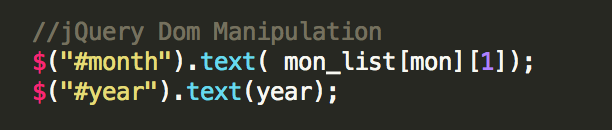 //jQuery Dom Manipulation
$("#month").text( mon_list[mon][1]);
$("#year").text(year);